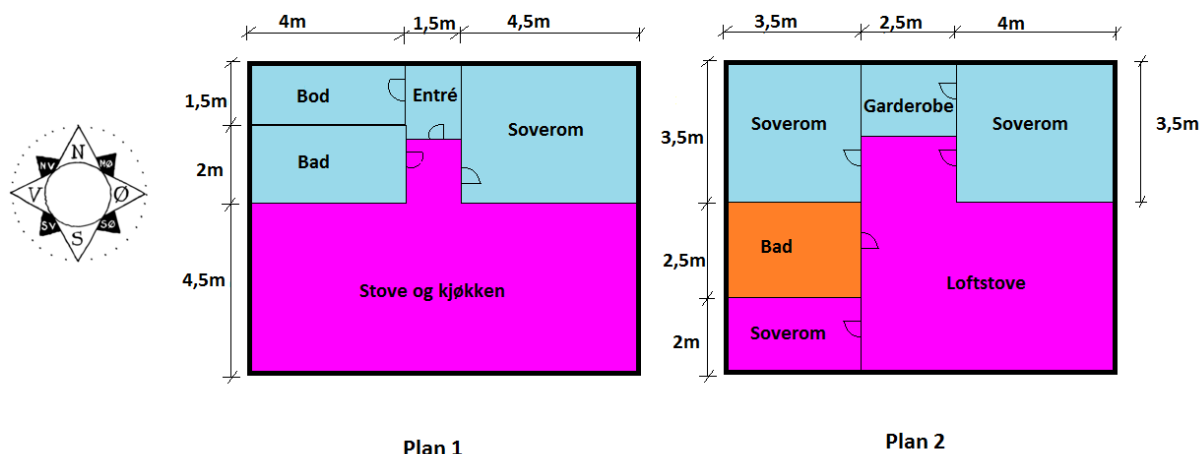 4m
1,5m
4,5m
3,5m
2,5m
4m
1,5m
Bod
Entré
Soverom
2m
Bad
4,5m
Stove og kjøkken
Plan 1
3,5m
Soverom
Garderobe
Soverom
3,5m
2,5m
Bad
Loftstove
2m
Soverom
Plan 2
N
NV
NØ
V
Ø
SV
SØ
S